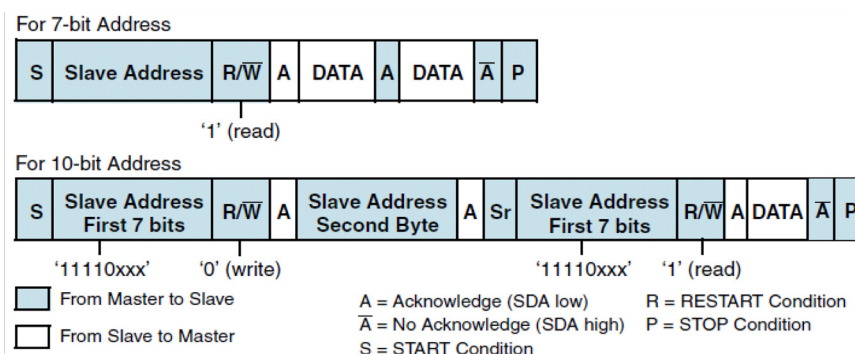 For 7-bit Address
S Slave Address R/W̅ A DATA A DATA A̅ P
'1' (read)
For 10-bit Address
S Slave Address First 7 bits R/W̅ A Slave Address Second Byte A Sr Slave Address First 7 bits R/W̅ A DATA A̅ P
'11110xxx' '0' (write) '11110xxx' '1' (read)
From Master to Slave
From Slave to Master
A = Acknowledge (SDA low)
A̅ = No Acknowledge (SDA high)
S = START Condition
R = RESTART Condition
P = STOP Condition